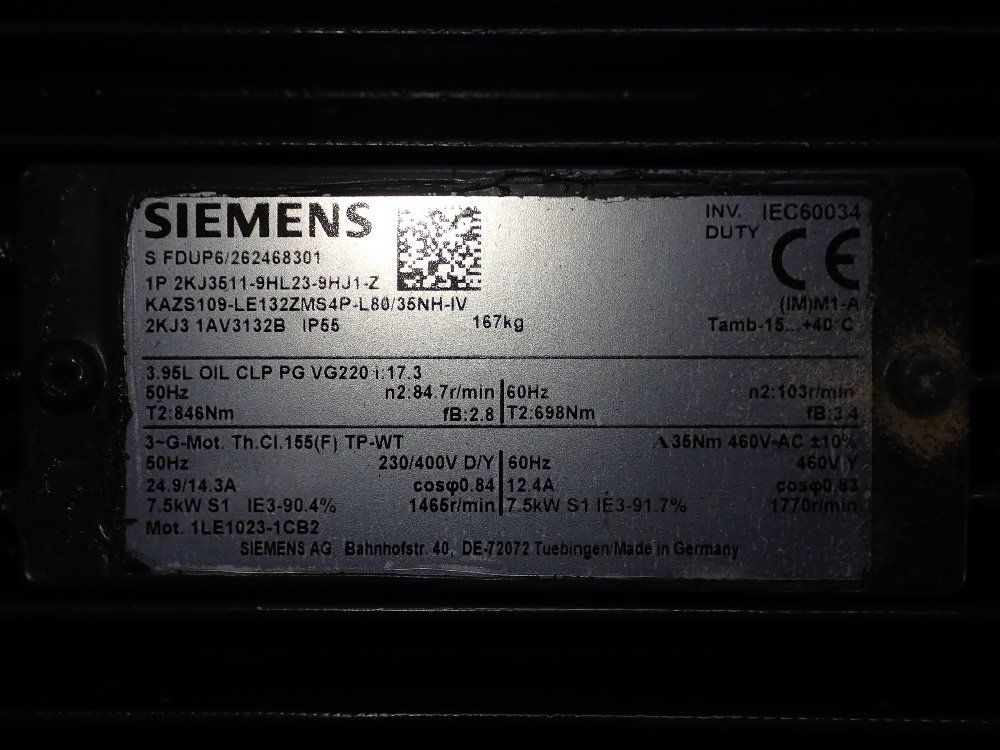 SIEMENS
INV. DUTY IEC60034
S FDUP6/262468301
CE
1P 2KJ3511-9HL23-9HJ1-Z
KAZS109-LE132ZMS4P-L80/35NH-IV (IM)M1-A
2KJ3 1AV3132B IP55 167kg Tamb-15...+40°C
3.95L OIL CLP PG VG220 i:17.3
50Hz n2:84.7r/min 60Hz n2:103r/min
T2:846Nm fB:2.8 T2:698Nm fB:3.4
3~G-Mot. Th.Cl.155(F) TP-WT 35Nm 460V-AC ±10%
50Hz 230/400V D/Y 60Hz 460V Y
24.9/14.3A cosφ0.84 12.4A cosφ0.83
7.5kW S1 IE3-90.4% 1465r/min 7.5kW S1 IE3-91.7% 1770r/min
Mot. 1LE1023-1CB2
SIEMENS AG, Bahnhofstr. 40, DE-72072 Tuebingen/Made in Germany